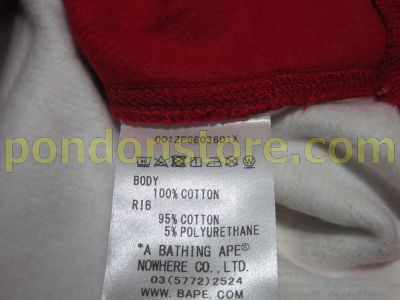 001ZPG803601X
pondonstore.com
BODY
100% COTTON
RIB
95% COTTON
5% POLYURETHANE
"A BATHING APE®
NOWHERE CO.,LTD.
03(5772)2524
WWW.BAPE.COM